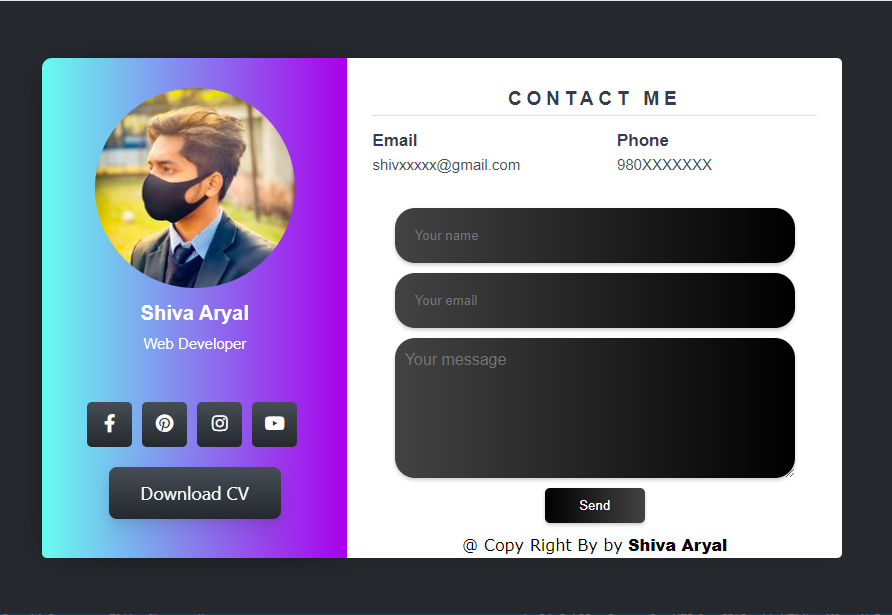 Shiva Aryal
Web Developer
Download CV
CONTACT ME
Email
shivxxxxx@gmail.com
Phone
980XXXXXXX
Your name
Your email
Your message
Send
@ Copy Right By by Shiva Aryal